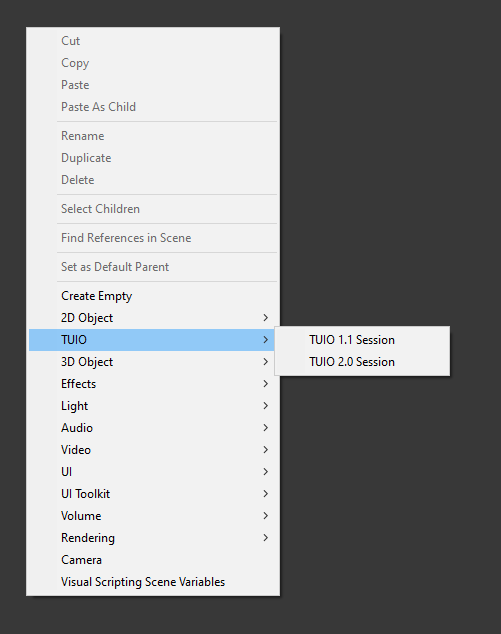 Cut
Copy
Paste
Paste As Child
Rename
Duplicate
Delete
Select Children
Find References in Scene
Set as Default Parent
Create Empty
2D Object
TUIO
TUIO 1.1 Session
3D Object
TUIO 2.0 Session
Effects
Light
Audio
Video
UI
UI Toolkit
Volume
Rendering
Camera
Visual Scripting Scene Variables